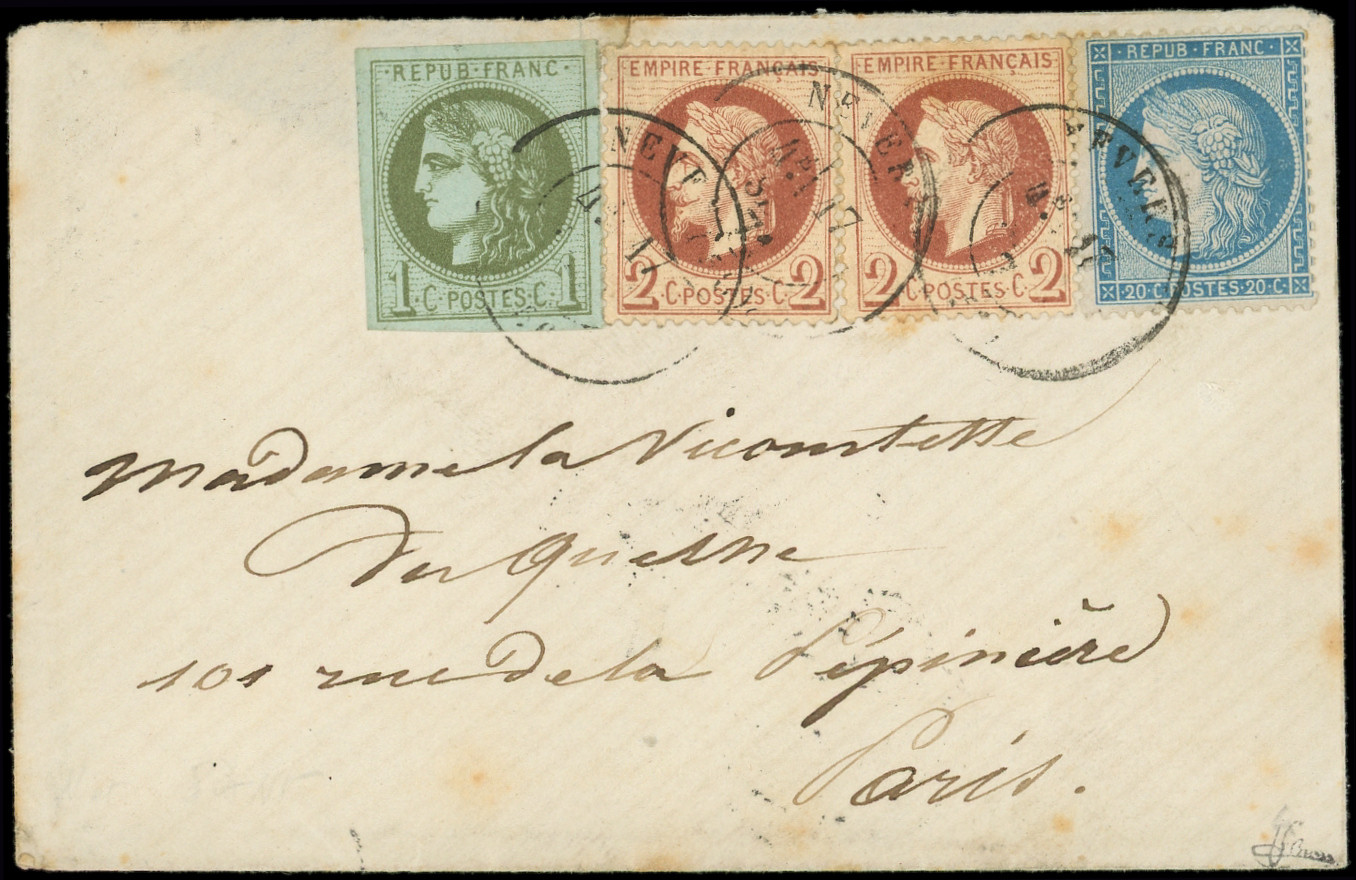 REPUB·FRANC·
1·C·POSTES·C·1
EMPIRE FRANÇAIS
2·C·POSTES·C·2
EMPIRE FRANÇAIS
2·C·POSTES·C·2
REPUB·FRANC·
20·C·POSTES·20·C·
NEVERS
Madame la Vicomtesse
Du Quesne
101 rue de la Pépinière
Paris.